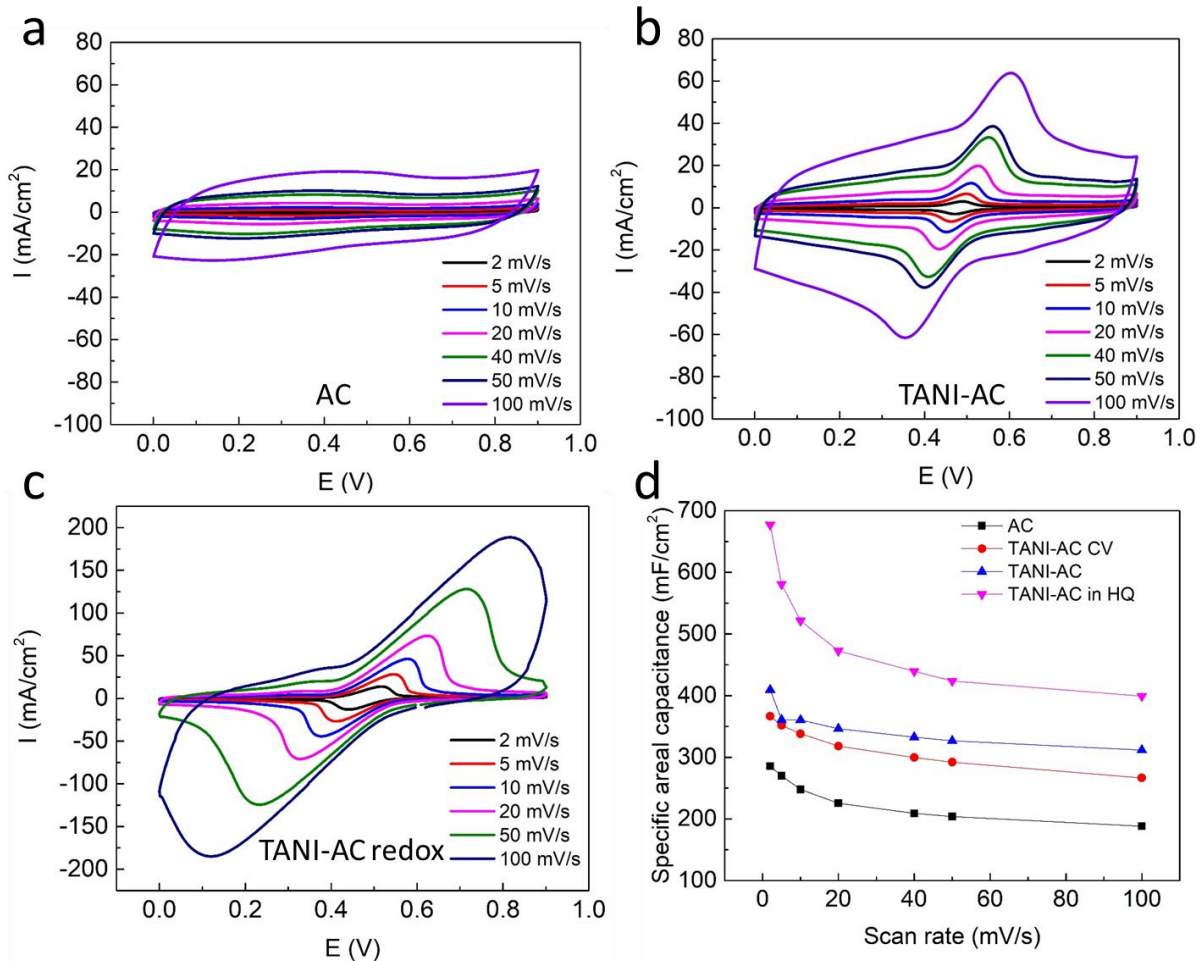 a
80
60
40
20
0
-20
-40
-60
-80
-100
I (mA/cm²)
2 mV/s
5 mV/s
10 mV/s
20 mV/s
40 mV/s
50 mV/s
100 mV/s
AC
0.0 0.2 0.4 0.6 0.8 1.0
E (V)
b
80
60
40
20
0
-20
-40
-60
-80
-100
I (mA/cm²)
2 mV/s
5 mV/s
10 mV/s
20 mV/s
40 mV/s
50 mV/s
100 mV/s
TANI-AC
0.0 0.2 0.4 0.6 0.8 1.0
E (V)
c
200
150
100
50
0
-50
-100
-150
-200
I (mA/cm²)
2 mV/s
5 mV/s
10 mV/s
20 mV/s
50 mV/s
100 mV/s
TANI-AC redox
0.0 0.2 0.4 0.6 0.8 1.0
E (V)
d
700
600
500
400
300
200
100
Specific areal capacitance (mF/cm²)
AC
TANI-AC CV
TANI-AC
TANI-AC in HQ
0 20 40 60 80 100
Scan rate (mV/s)